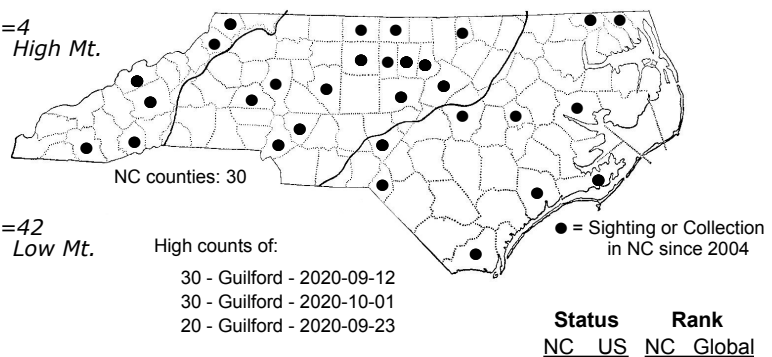 =4
High Mt.
NC counties: 30
=42
Low Mt.
High counts of:
30 - Guilford - 2020-09-12
30 - Guilford - 2020-10-01
20 - Guilford - 2020-09-23
● = Sighting or Collection
in NC since 2004
Status Rank
NC US NC Global